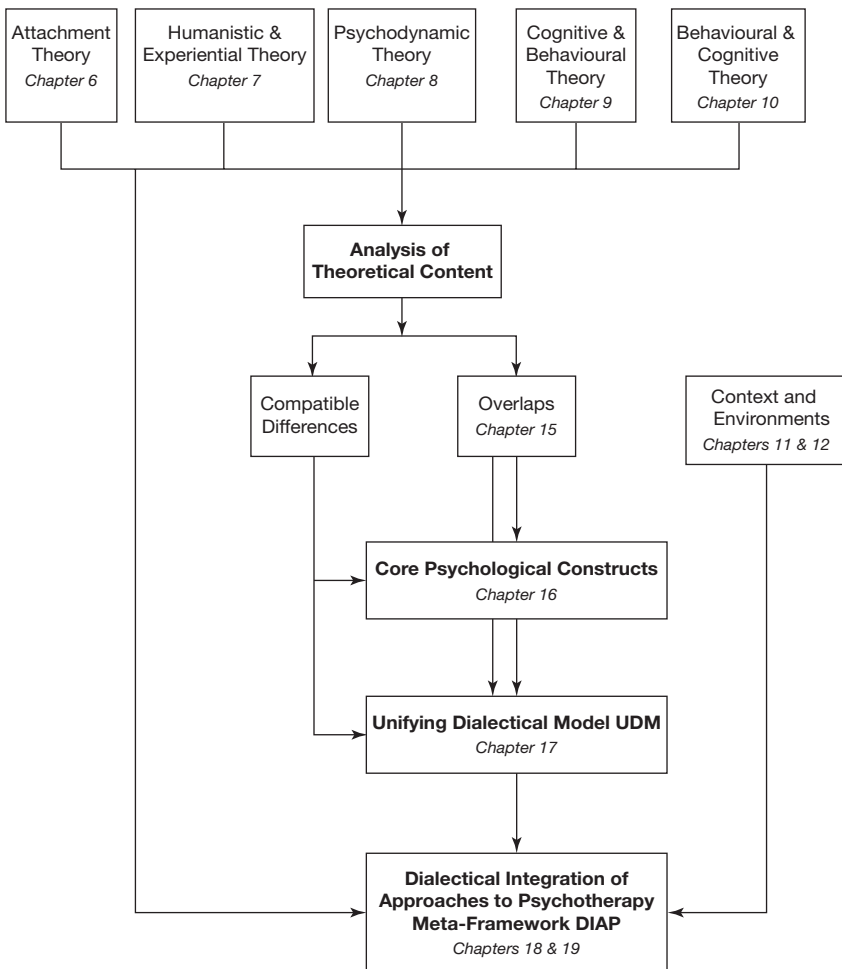 Attachment
Theory
Chapter 6
Humanistic &
Experiential Theory
Chapter 7
Psychodynamic
Theory
Chapter 8
Cognitive &
Behavioural
Theory
Chapter 9
Behavioural &
Cognitive
Theory
Chapter 10
Analysis of
Theoretical Content
Compatible
Differences
Overlaps
Chapter 15
Context and
Environments
Chapters 11 & 12
Core Psychological Constructs
Chapter 16
Unifying Dialectical Model UDM
Chapter 17
Dialectical Integration of
Approaches to Psychotherapy
Meta-Framework DIAP
Chapters 18 & 19